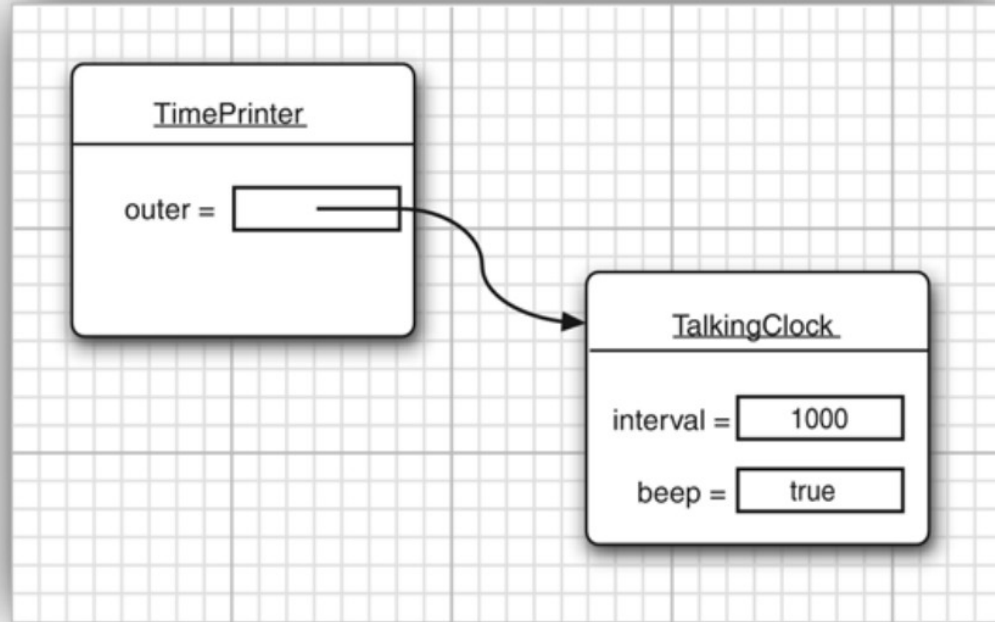 TimePrinter
outer =
TalkingClock
interval = 1000
beep = true